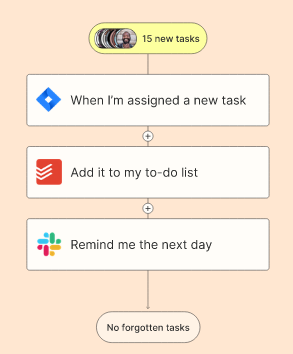 15 new tasks
When I'm assigned a new task
Add it to my to-do list
Remind me the next day
No forgotten tasks